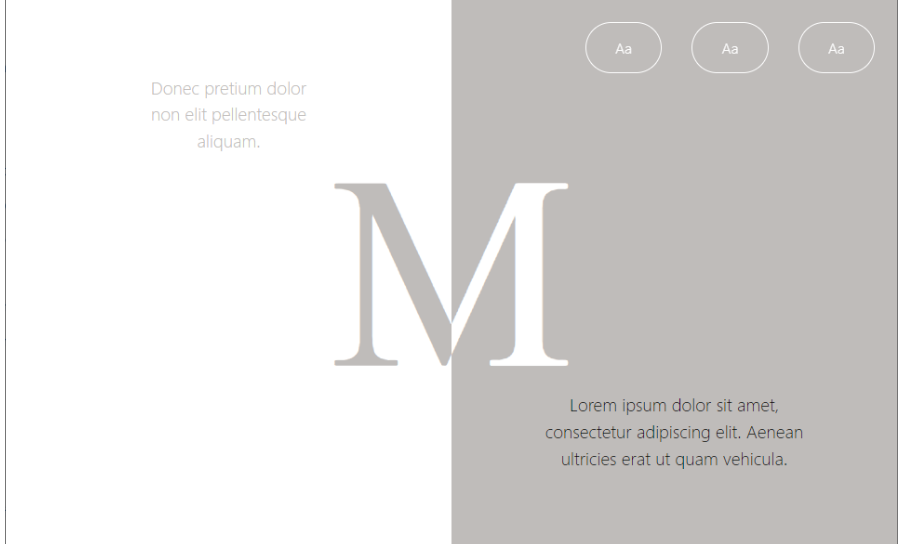 Aa Aa Aa
Donec pretium dolor
non elit pellentesque
aliquam.
M
Lorem ipsum dolor sit amet,
consectetur adipiscing elit. Aenean
ultricies erat ut quam vehicula.